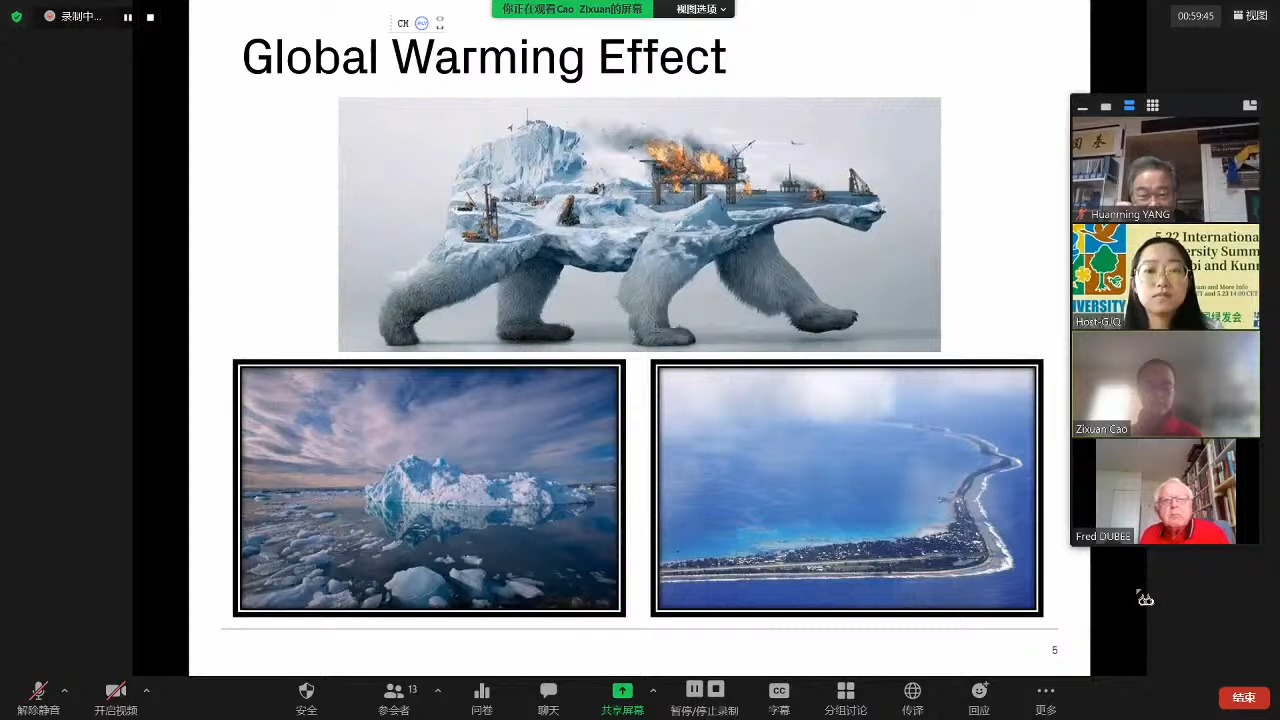 录制中...
你正在观看Cao Zixuan的屏幕
视图选项
00:59:45
视图
CM
Global Warming Effect
Huanming YANG
5.22 Internationa
Host-G.IQ
Zixuan Cao
Fred DUBEE
5
解除静音
开启视频
安全
13
参会者
问卷
聊天
共享屏幕
暂停/停止录制
CC
字幕
分组讨论
传译
回应
更多
结束